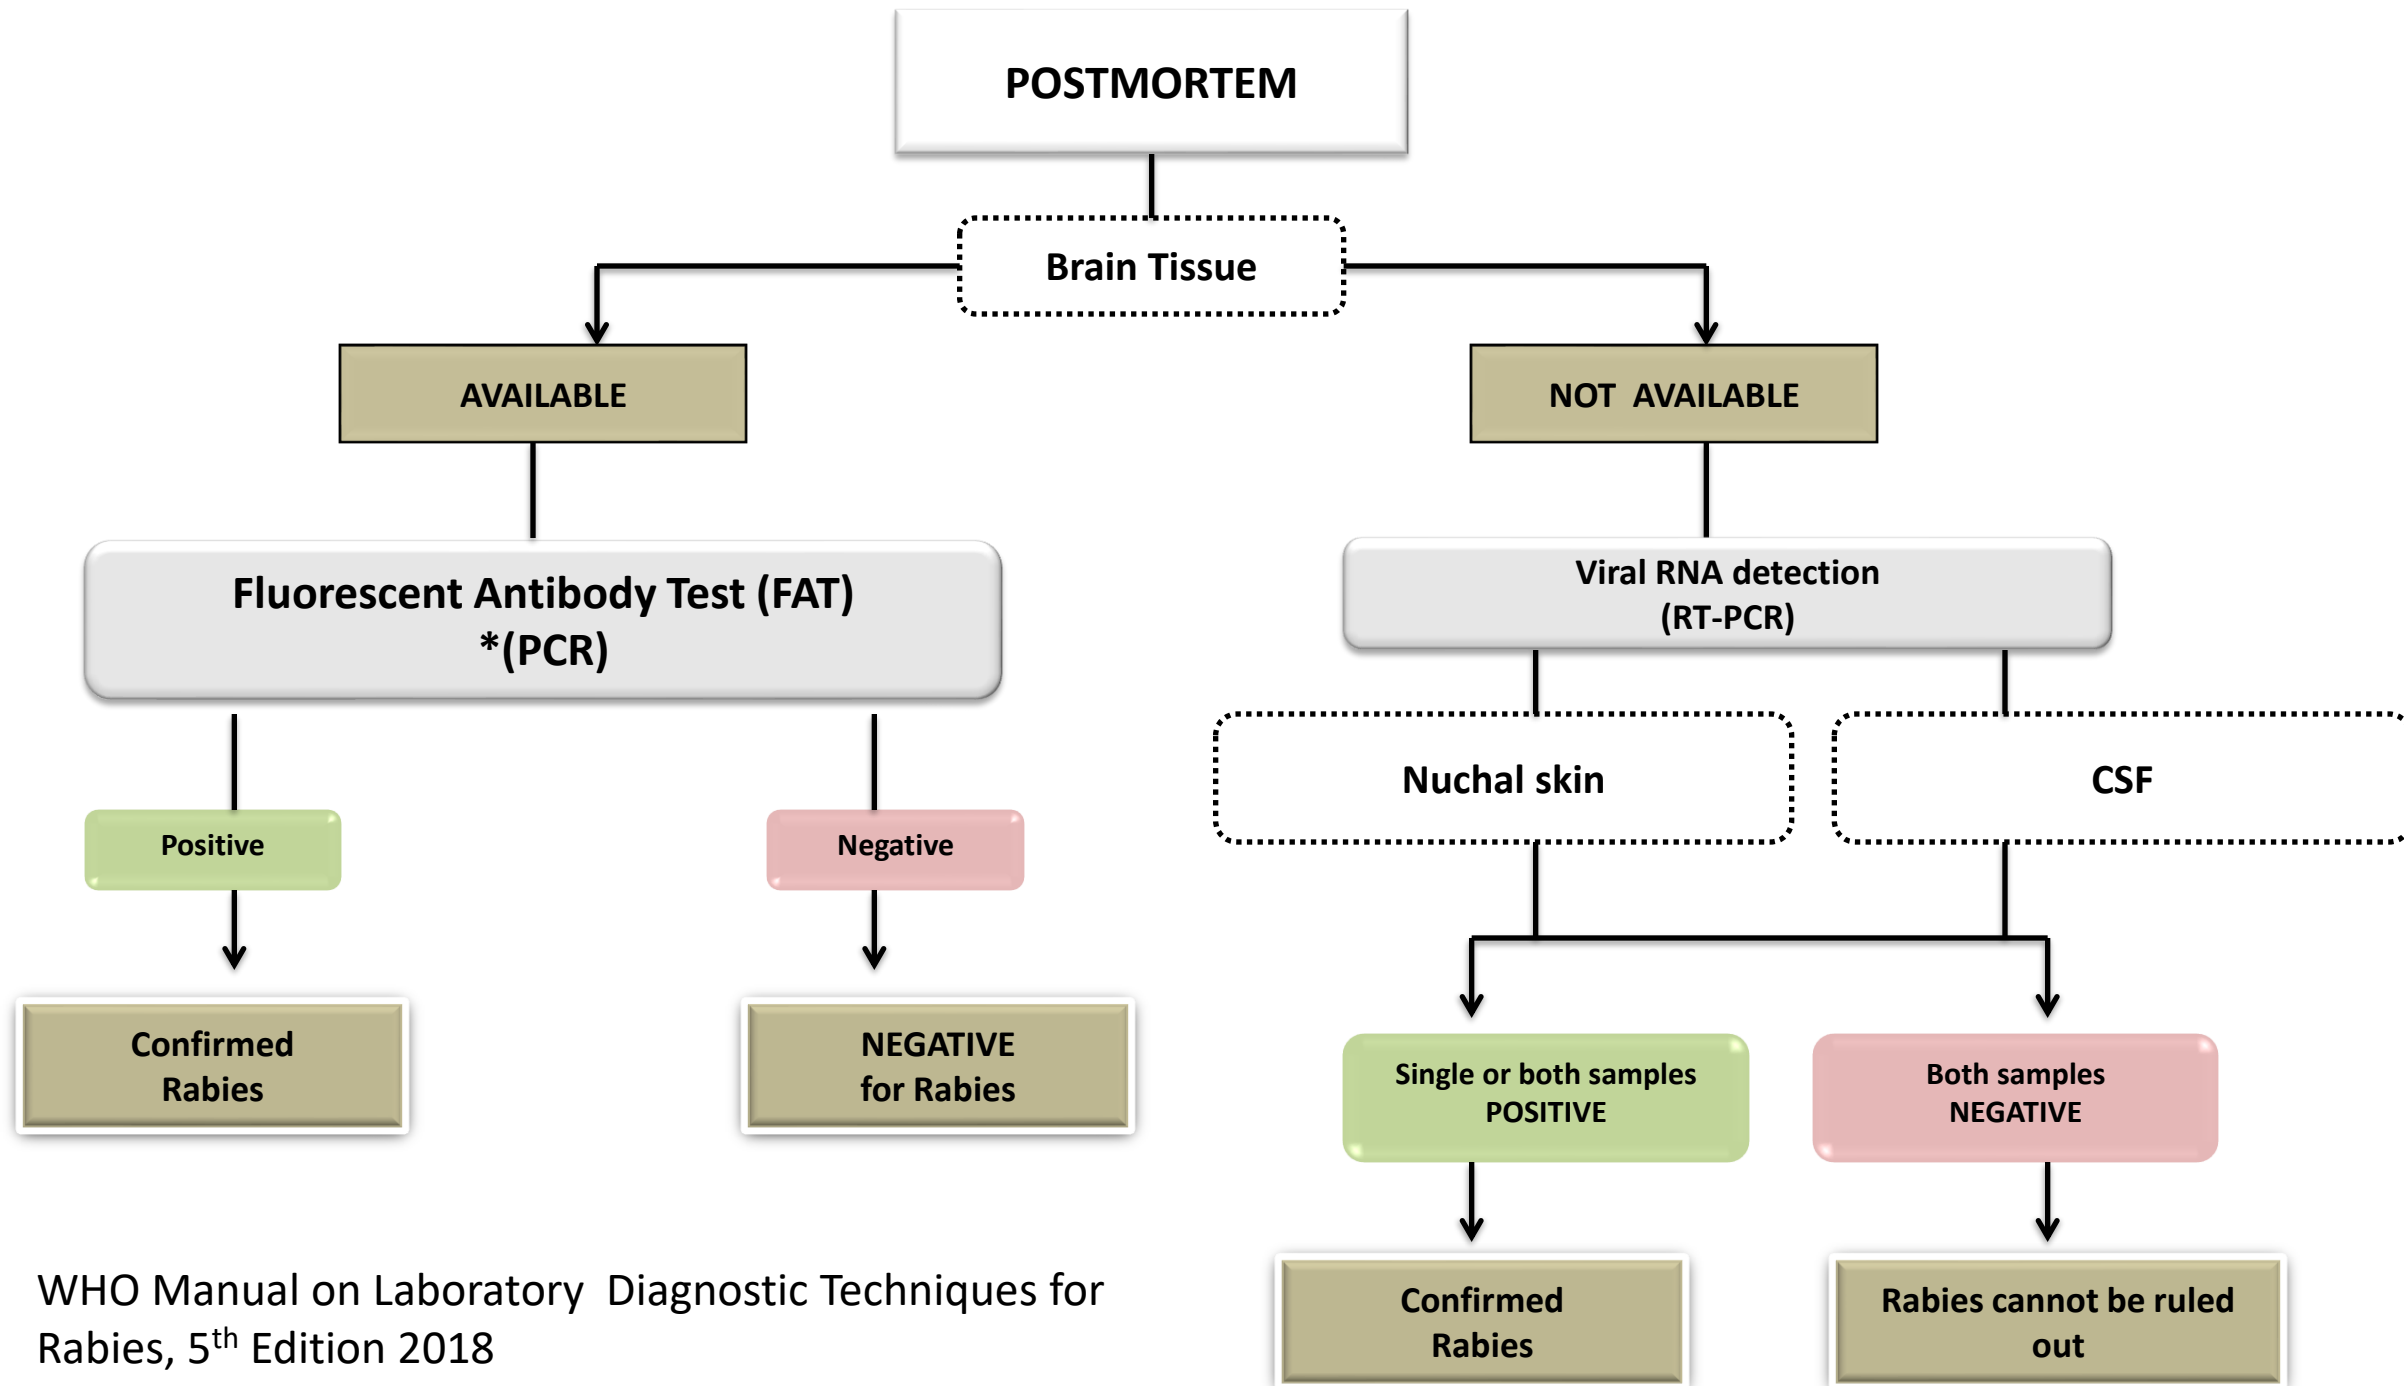 POSTMORTEM
Brain Tissue
AVAILABLE
NOT AVAILABLE
Fluorescent Antibody Test (FAT)
*(PCR)
Viral RNA detection
(RT-PCR)
Nuchal skin
CSF
Positive
Negative
Confirmed
Rabies
NEGATIVE
for Rabies
Single or both samples
POSITIVE
Both samples
NEGATIVE
Confirmed
Rabies
Rabies cannot be ruled
out
WHO Manual on Laboratory Diagnostic Techniques for
Rabies, 5th Edition 2018